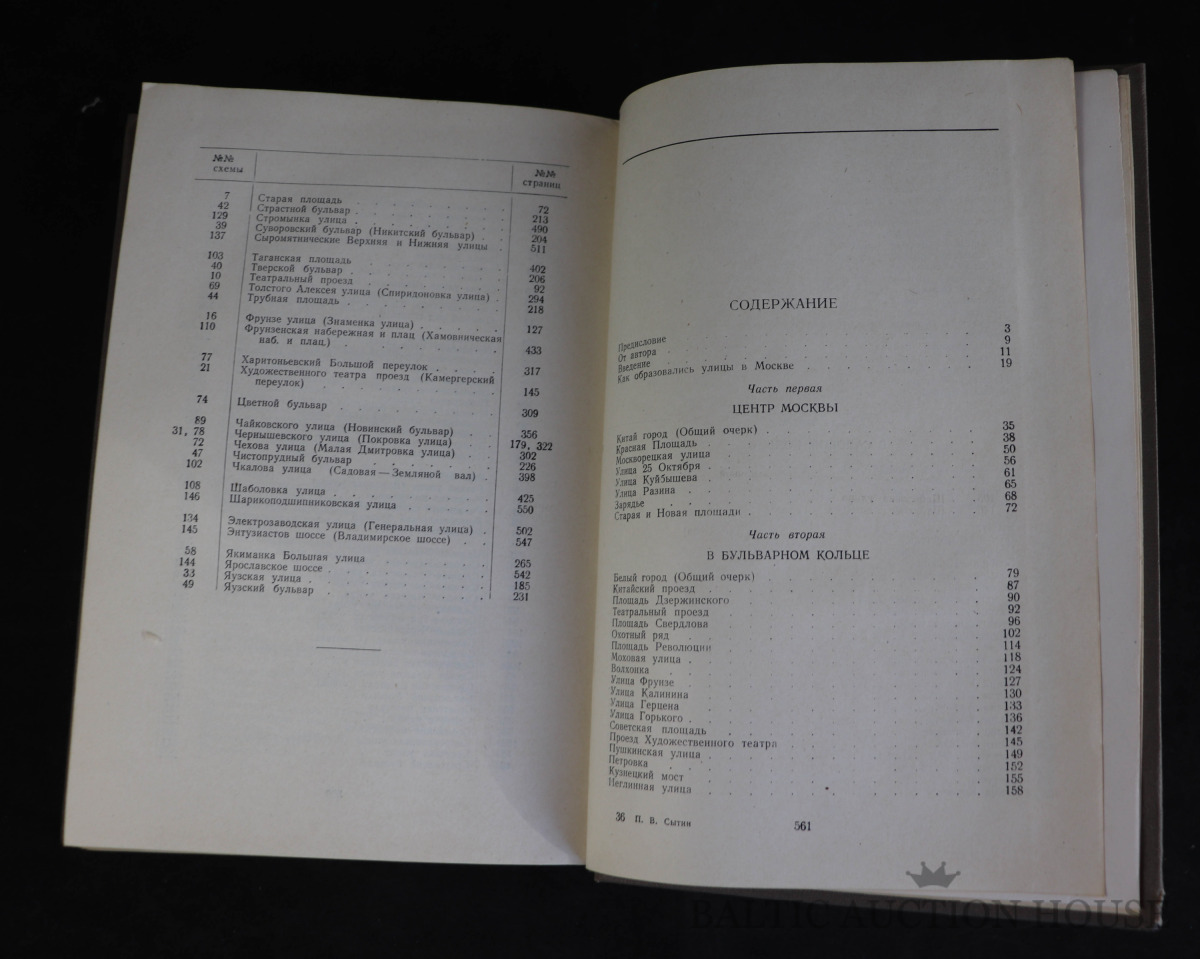 №№ схемы №№ страниц
7 Старая площадь 72
42 Страстной бульвар 213
129 Стромынка улица 490
39 Суворовский бульвар (Никитский бульвар) 204
137 Сыромятнические Верхняя и Нижняя улицы 511
103 Таганская площадь 402
40 Тверской бульвар 206
10 Театральный проезд 92
69 Толстого Алексея улица (Спиридоновка улица) 294
44 Трубная площадь 218
16 Фрунзе улица (Знаменка улица) 127
110 Фрунзенская набережная и плац (Хамовническая
наб. и плац.) 433
77 Харитоньевский Большой переулок 317
21 Художественного театра проезд (Камергерский
переулок) 145
74 Цветной бульвар 309
89 Чайковского улица (Новинский бульвар) 356
31, 78 Чернышевского улица (Покровка улица) 179, 322
72 Чехова улица (Малая Дмитровка улица) 302
47 Чистопрудный бульвар 226
102 Чкалова улица (Садовая — Земляной вал) 398
108 Шаболовка улица 425
146 Шарикоподшипниковская улица 550
134 Электрозаводская улица (Генеральная улица) 502
145 Энтузиастов шоссе (Владимирское шоссе) 547
58 Якиманка Большая улица 265
144 Ярославское шоссе 542
33 Яузская улица 185
49 Яузский бульвар 231
СОДЕРЖАНИЕ
Предисловие 3
От автора 9
Введение 11
Как образовались улицы в Москве 19
Часть первая
ЦЕНТР МОСКВЫ
Китай город (Общий очерк) 35
Красная Площадь 38
Москворецкая улица 50
Улица 25 Октября 56
Улица Куйбышева 61
Улица Разина 65
Зарядье 68
Старая и Новая площади 72
Часть вторая
В БУЛЬВАРНОМ КОЛЬЦЕ
Белый город (Общий очерк) 79
Китайский проезд 87
Площадь Дзержинского 90
Театральный проезд 92
Площадь Свердлова 96
Охотный ряд 102
Площадь Революции 114
Моховая улица 118
Волхонка 124
Улица Фрунзе 127
Улица Калинина 130
Улица Герцена 133
Улица Горького 136
Советская площадь 142
Проезд Художественного театра 145
Пушкинская улица 149
Петровка 152
Кузнецкий мост 155
Неглинная улица 158
36 П. В. Сытин 561
BALTIC AUCTION HOUSE